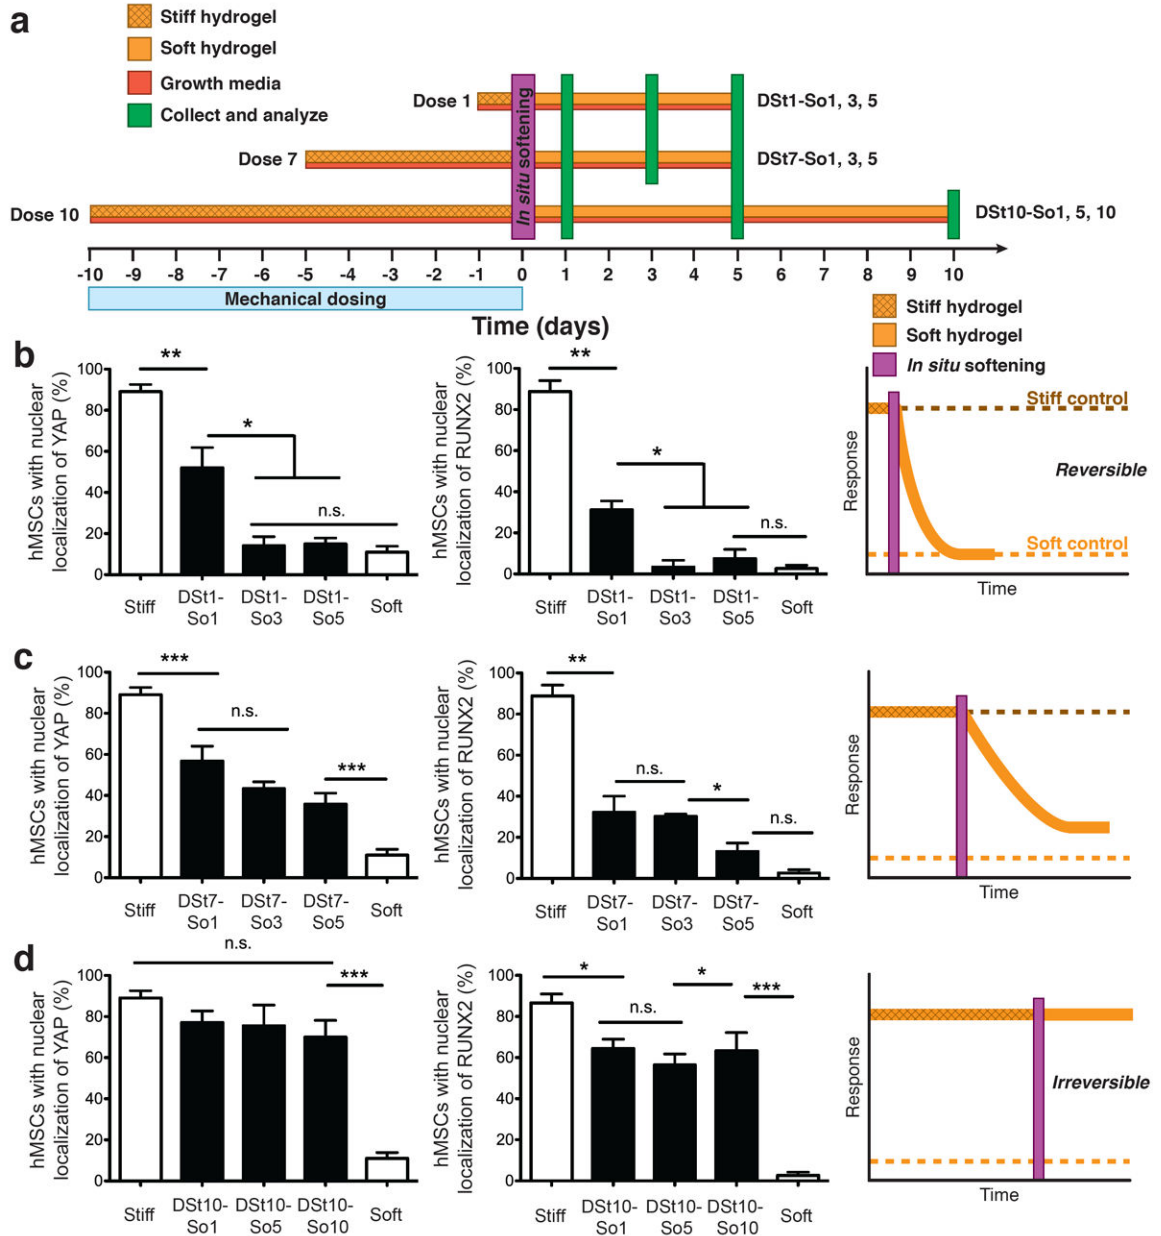 a
Stiff hydrogel
Soft hydrogel
Growth media
Collect and analyze
Dose 1
DSt1-So1, 3, 5
Dose 7
DSt7-So1, 3, 5
Dose 10
DSt10-So1, 5, 10
In situ softening
-10 -9 -8 -7 -6 -5 -4 -3 -2 -1 0 1 2 3 4 5 6 7 8 9 10
Mechanical dosing
Time (days)
Stiff hydrogel
Soft hydrogel
In situ softening
b
hMSCs with nuclear
localization of YAP (%)
100
80
60
40
20
0
**
*
n.s.
Stiff
DSt1-
So1
DSt1-
So3
DSt1-
So5
Soft
hMSCs with nuclear
localization of RUNX2 (%)
100
80
60
40
20
0
**
*
n.s.
Stiff
DSt1-
So1
DSt1-
So3
DSt1-
So5
Soft
Response
Stiff control
Reversible
Soft control
Time
c
hMSCs with nuclear
localization of YAP (%)
100
80
60
40
20
0
***
n.s.
***
Stiff
DSt7-
So1
DSt7-
So3
DSt7-
So5
Soft
hMSCs with nuclear
localization of RUNX2 (%)
100
80
60
40
20
0
**
n.s.
*
n.s.
Stiff
DSt7-
So1
DSt7-
So3
DSt7-
So5
Soft
Response
Time
d
hMSCs with nuclear
localization of YAP (%)
100
80
60
40
20
0
n.s.
***
Stiff
DSt10-
So1
DSt10-
So5
DSt10-
So10
Soft
hMSCs with nuclear
localization of RUNX2 (%)
100
80
60
40
20
0
*
n.s.
*
***
Stiff
DSt10-
So1
DSt10-
So5
DSt10-
So10
Soft
Response
Irreversible
Time